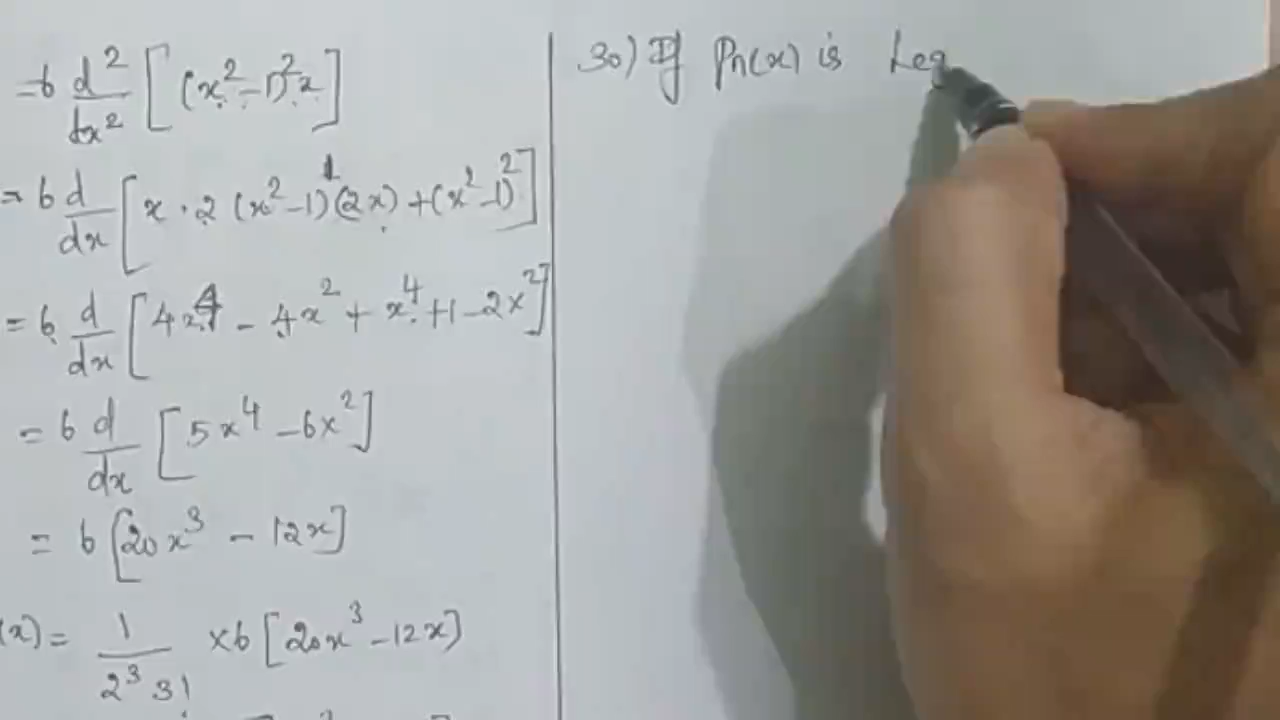 = 6 d²/dx² [(x² - 1)² x]
= 6 d/dx [x · 2 (x² - 1)¹ (2x) + (x² - 1)²]
= 6 d/dx [4x⁴ - 4x² + x⁴ + 1 - 2x²]
= 6 d/dx [5x⁴ - 6x²]
= 6 [20x³ - 12x]
(x) = 1/2³ 3! × 6 [20x³ - 12x]
30) If Pn(x) is Leg